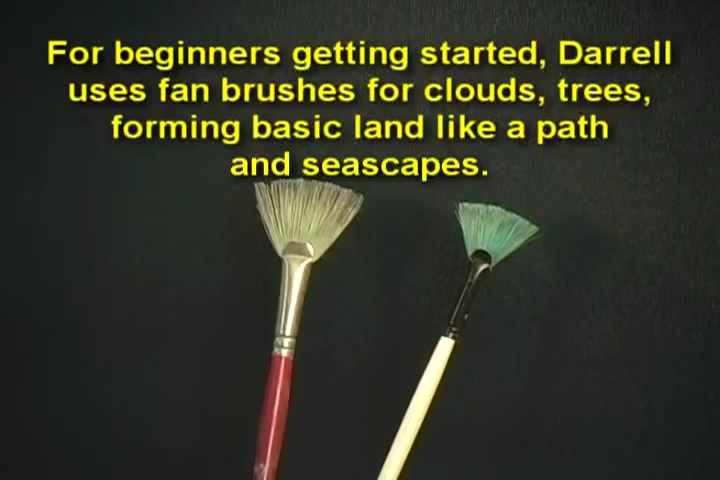 For beginners getting started, Darrell
uses fan brushes for clouds, trees,
forming basic land like a path
and seascapes.